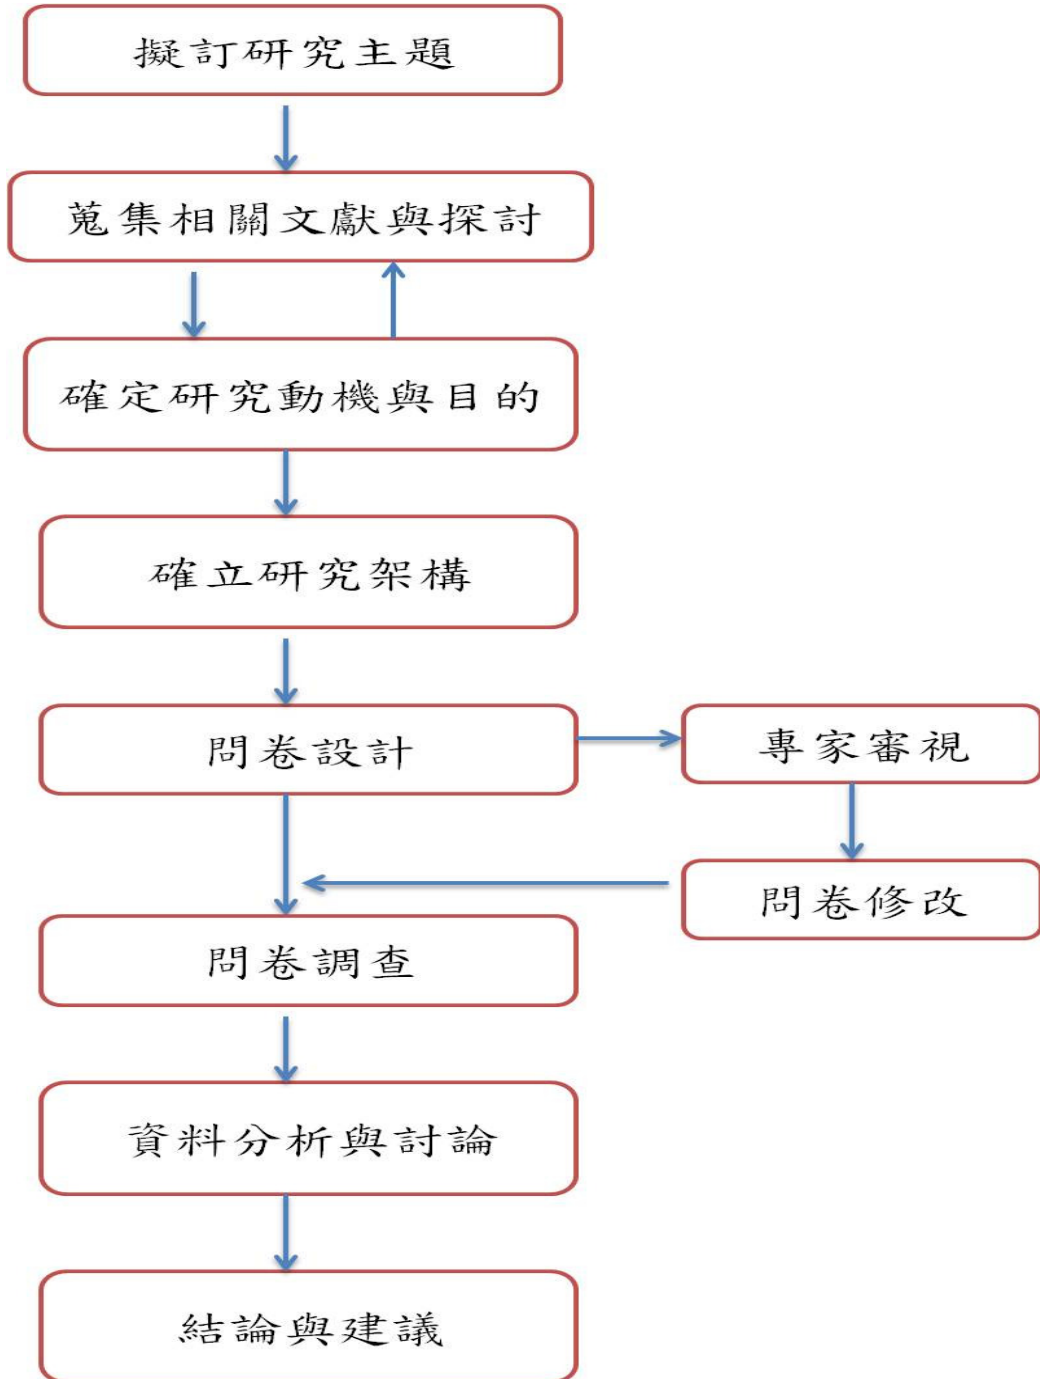 擬訂研究主題
蒐集相關文獻與探討
確定研究動機與目的
確立研究架構
問卷設計
專家審視
問卷修改
問卷調查
資料分析與討論
結論與建議